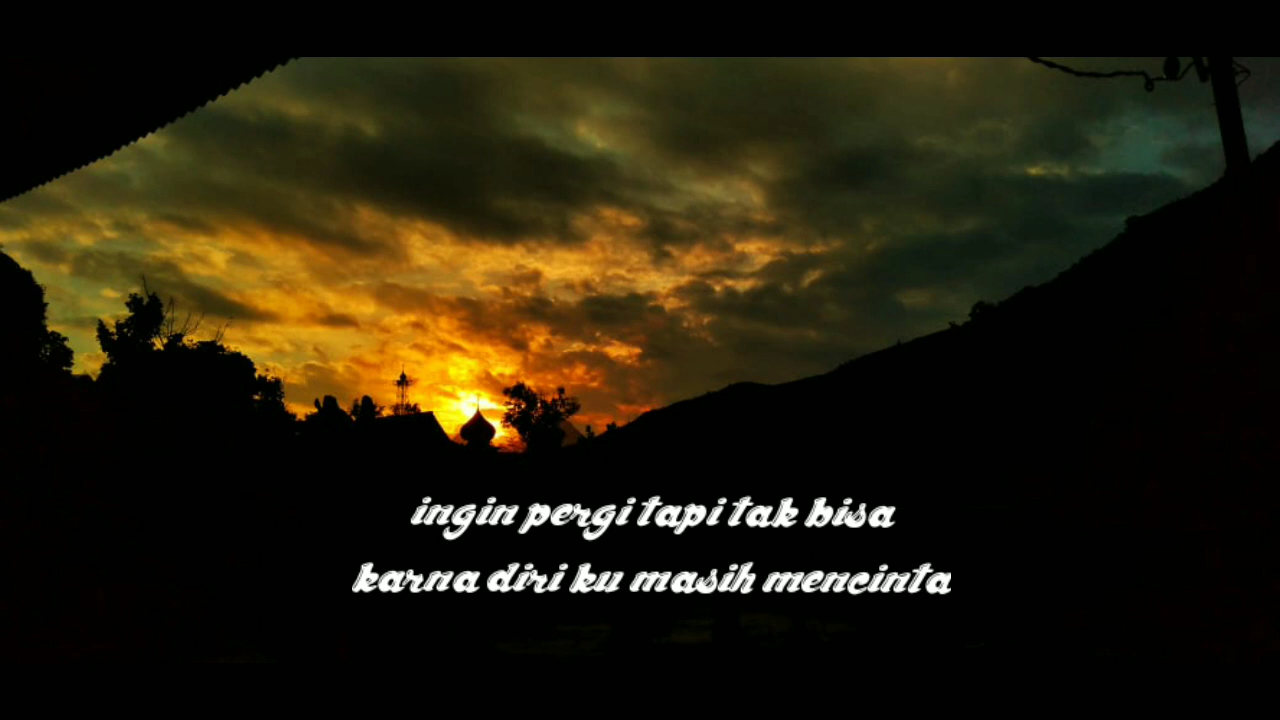 ingin pergi tapi tak bisa
karna diri ku masih mencinta